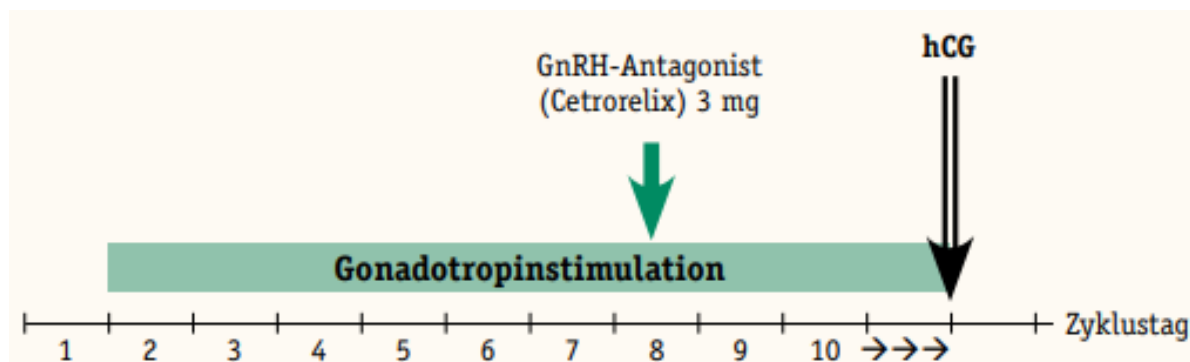 hCG
GnRH-Antagonist
(Cetrorelix) 3 mg
Gonadotropinstimulation
1 2 3 4 5 6 7 8 9 10 →→→ Zyklustag